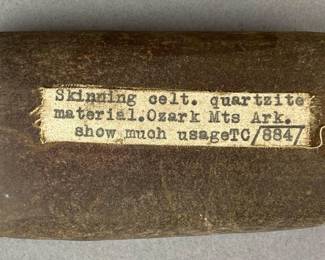 Skinning celt. quartzite
material.Ozark Mts Ark.
show much usageTC/884/